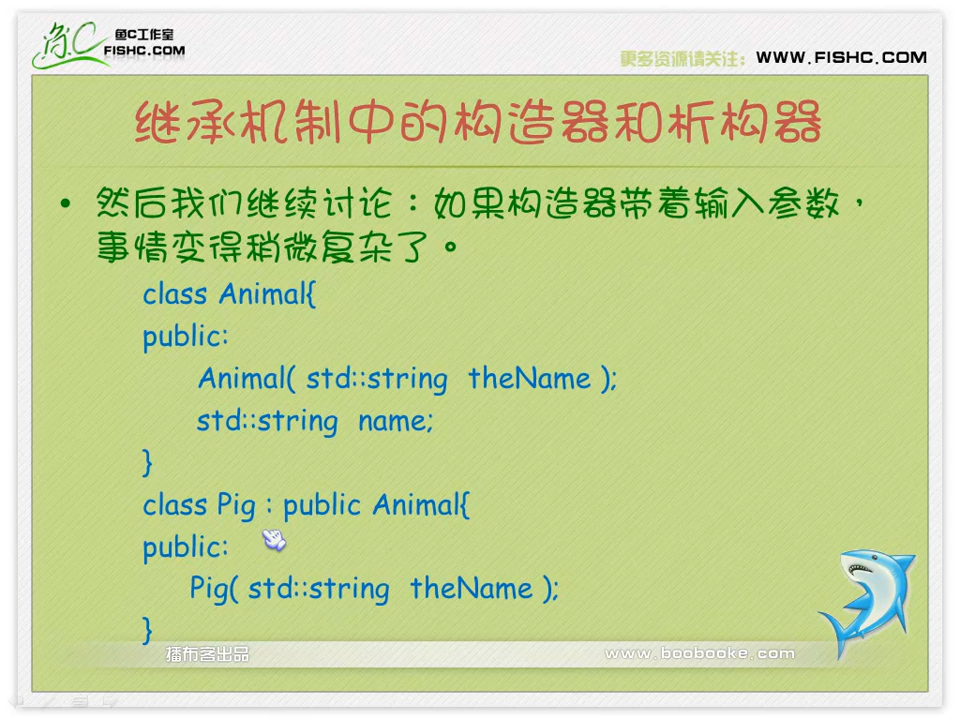 鱼C工作室
FISHC.COM
更多资源请关注: WWW.FISHC.COM
继承机制中的构造器和析构器
• 然后我们继续讨论：如果构造器带着输入参数，
事情变得稍微复杂了。
class Animal{
public:
Animal( std::string theName );
std::string name;
}
class Pig : public Animal{
public:
Pig( std::string theName );
}
播布客出品
www.boobooke.com